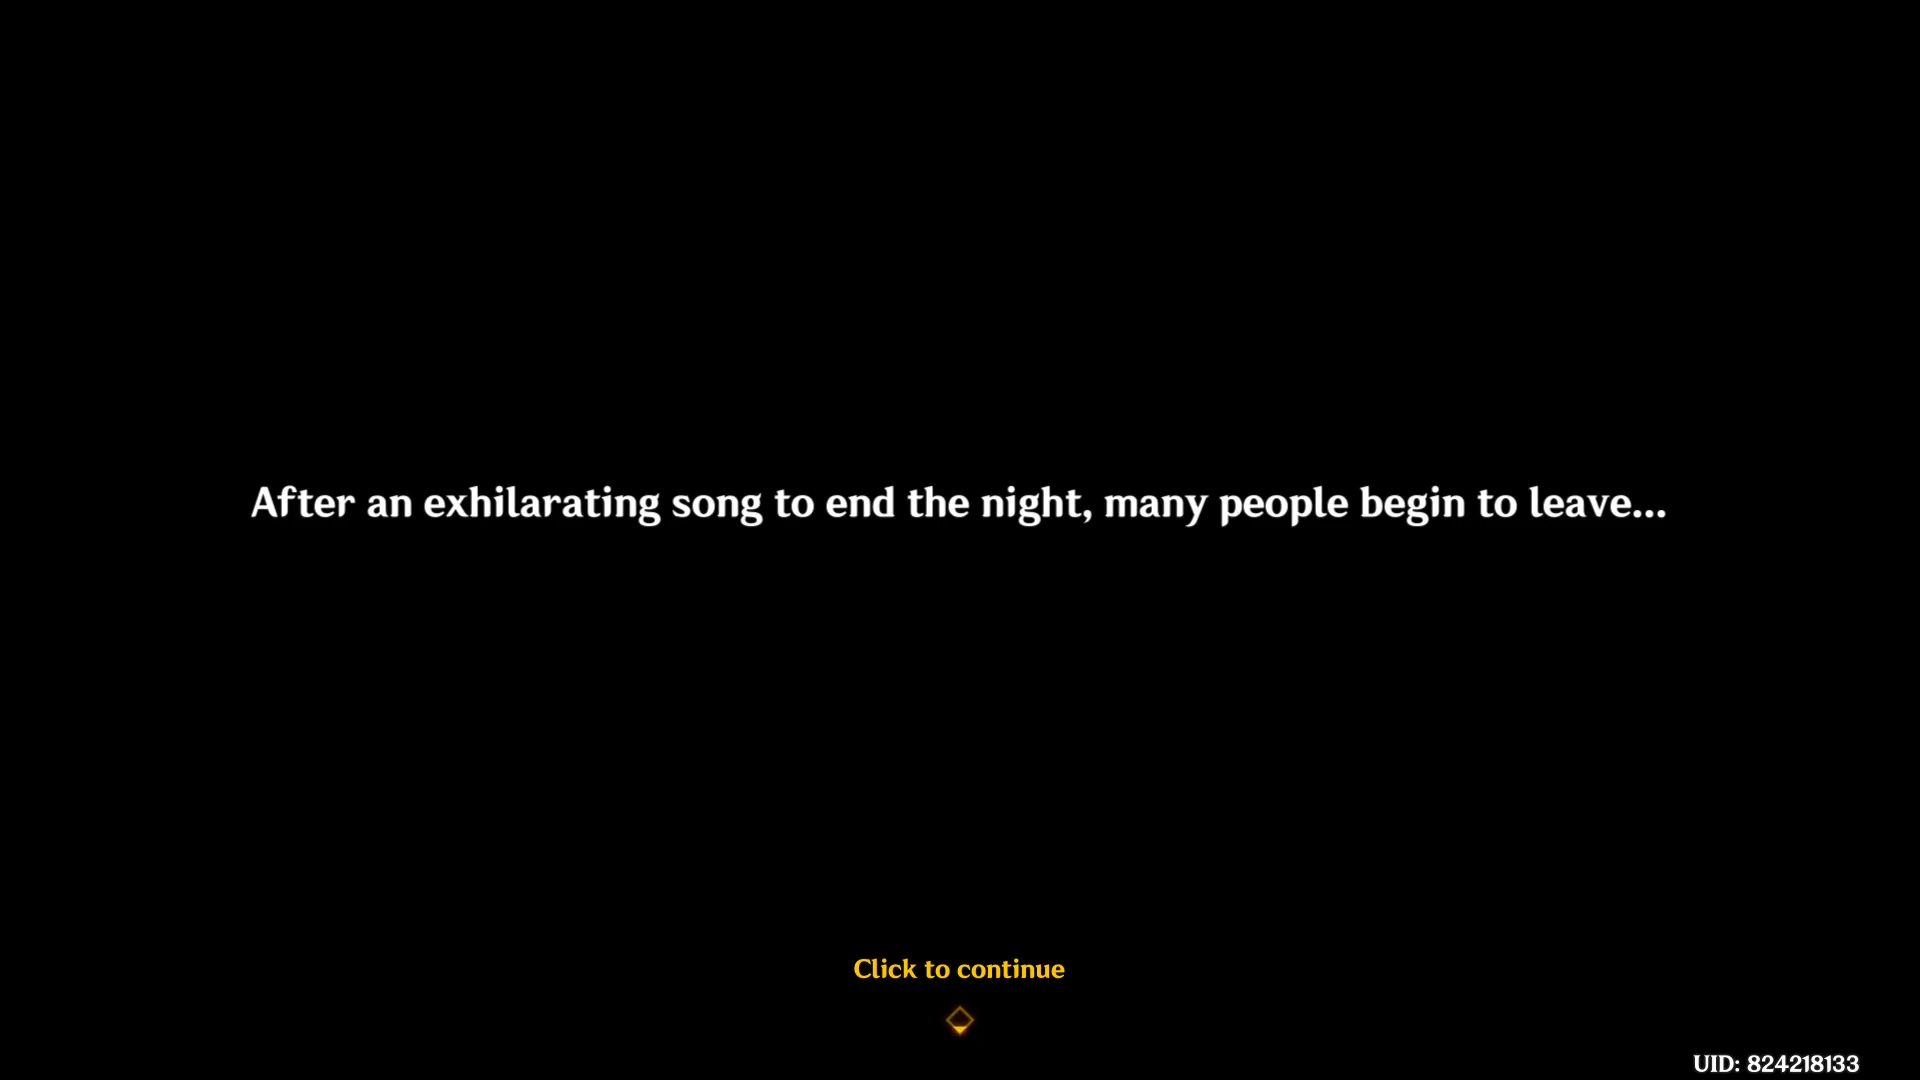 After an exhilarating song to end the night, many people begin to leave...
Click to continue
UID: 824218133